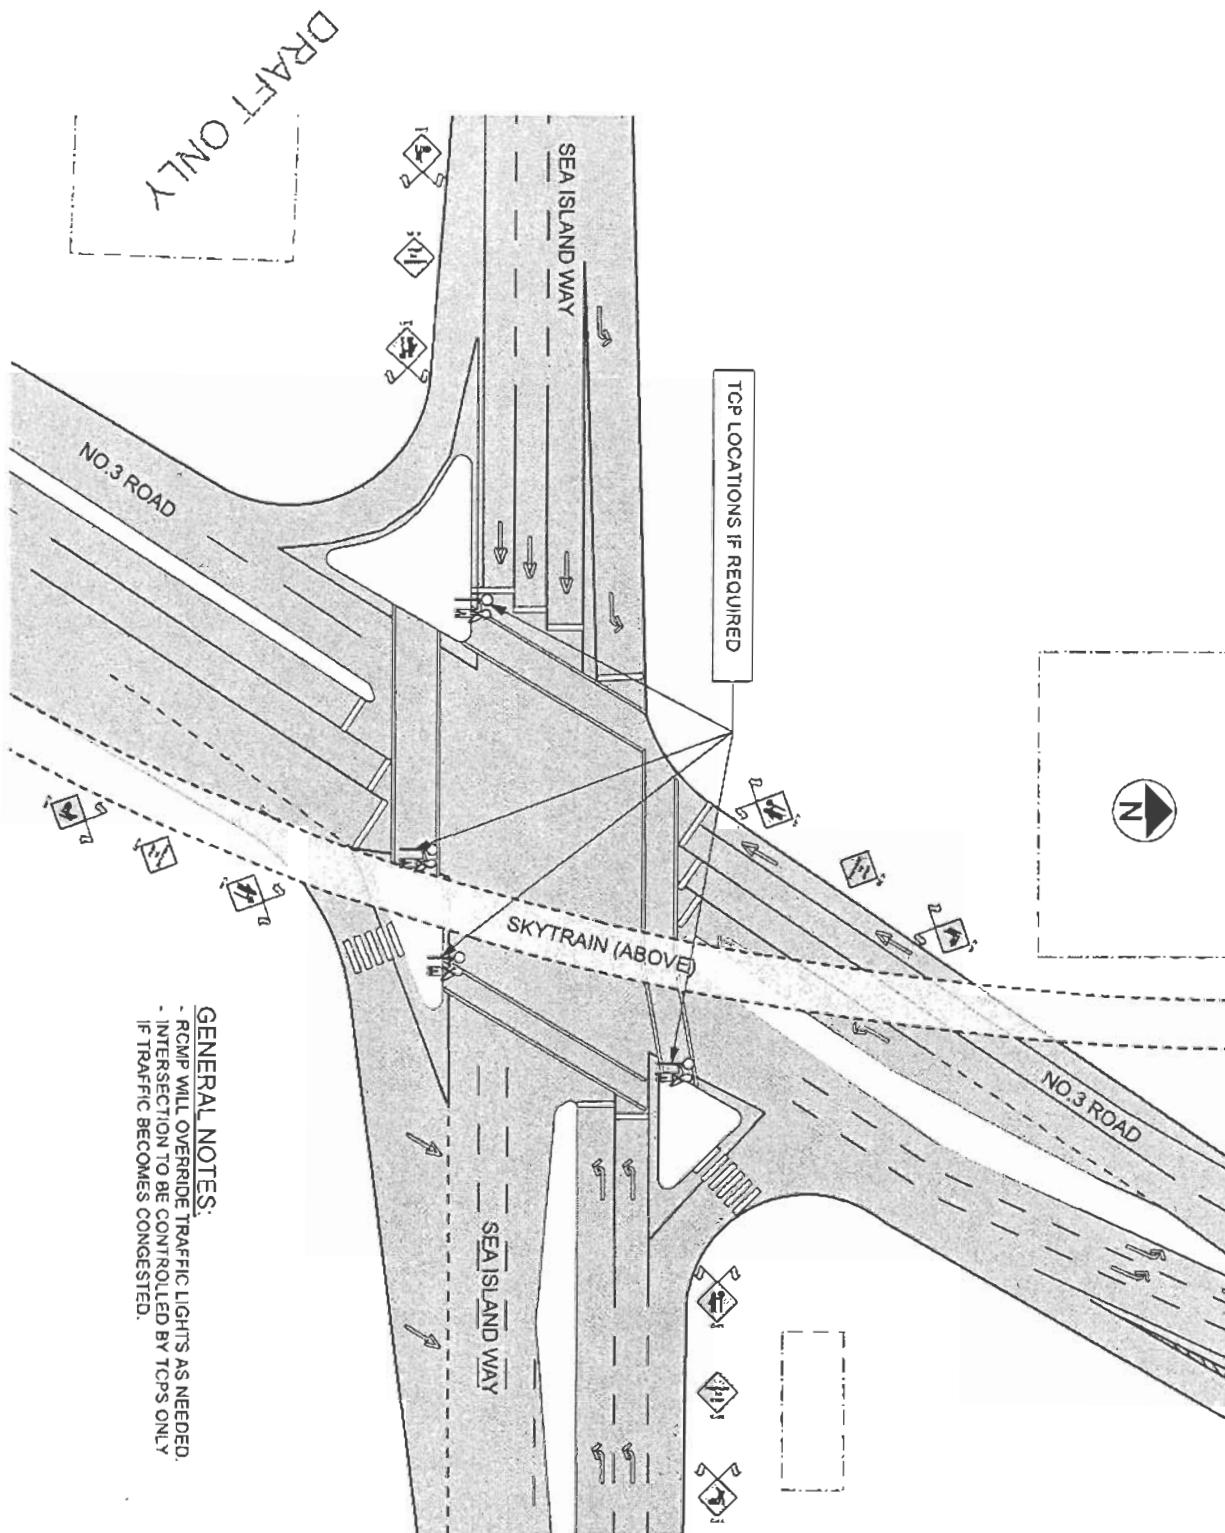 DRAFT ONLY
SEA ISLAND WAY
TCP LOCATIONS IF REQUIRED
NO.3 ROAD
N
SKYTRAIN (ABOVE)
NO.3 ROAD
SEA ISLAND WAY
GENERAL NOTES:
- RCMP WILL OVERRIDE TRAFFIC LIGHTS AS NEEDED.
- INTERSECTION TO BE CONTROLLED BY TCPS ONLY
IF TRAFFIC BECOMES CONGESTED.